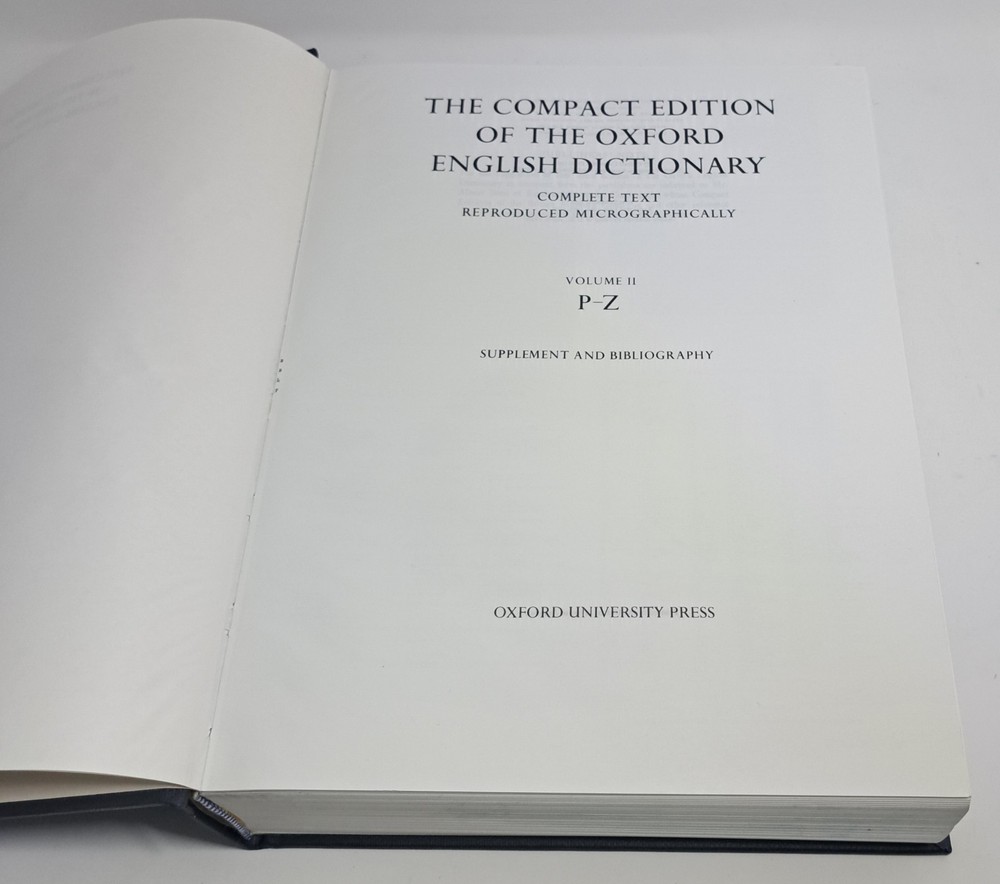 THE COMPACT EDITION
OF THE OXFORD
ENGLISH DICTIONARY
COMPLETE TEXT
REPRODUCED MICROGRAPHICALLY
VOLUME II
P–Z
SUPPLEMENT AND BIBLIOGRAPHY
OXFORD UNIVERSITY PRESS